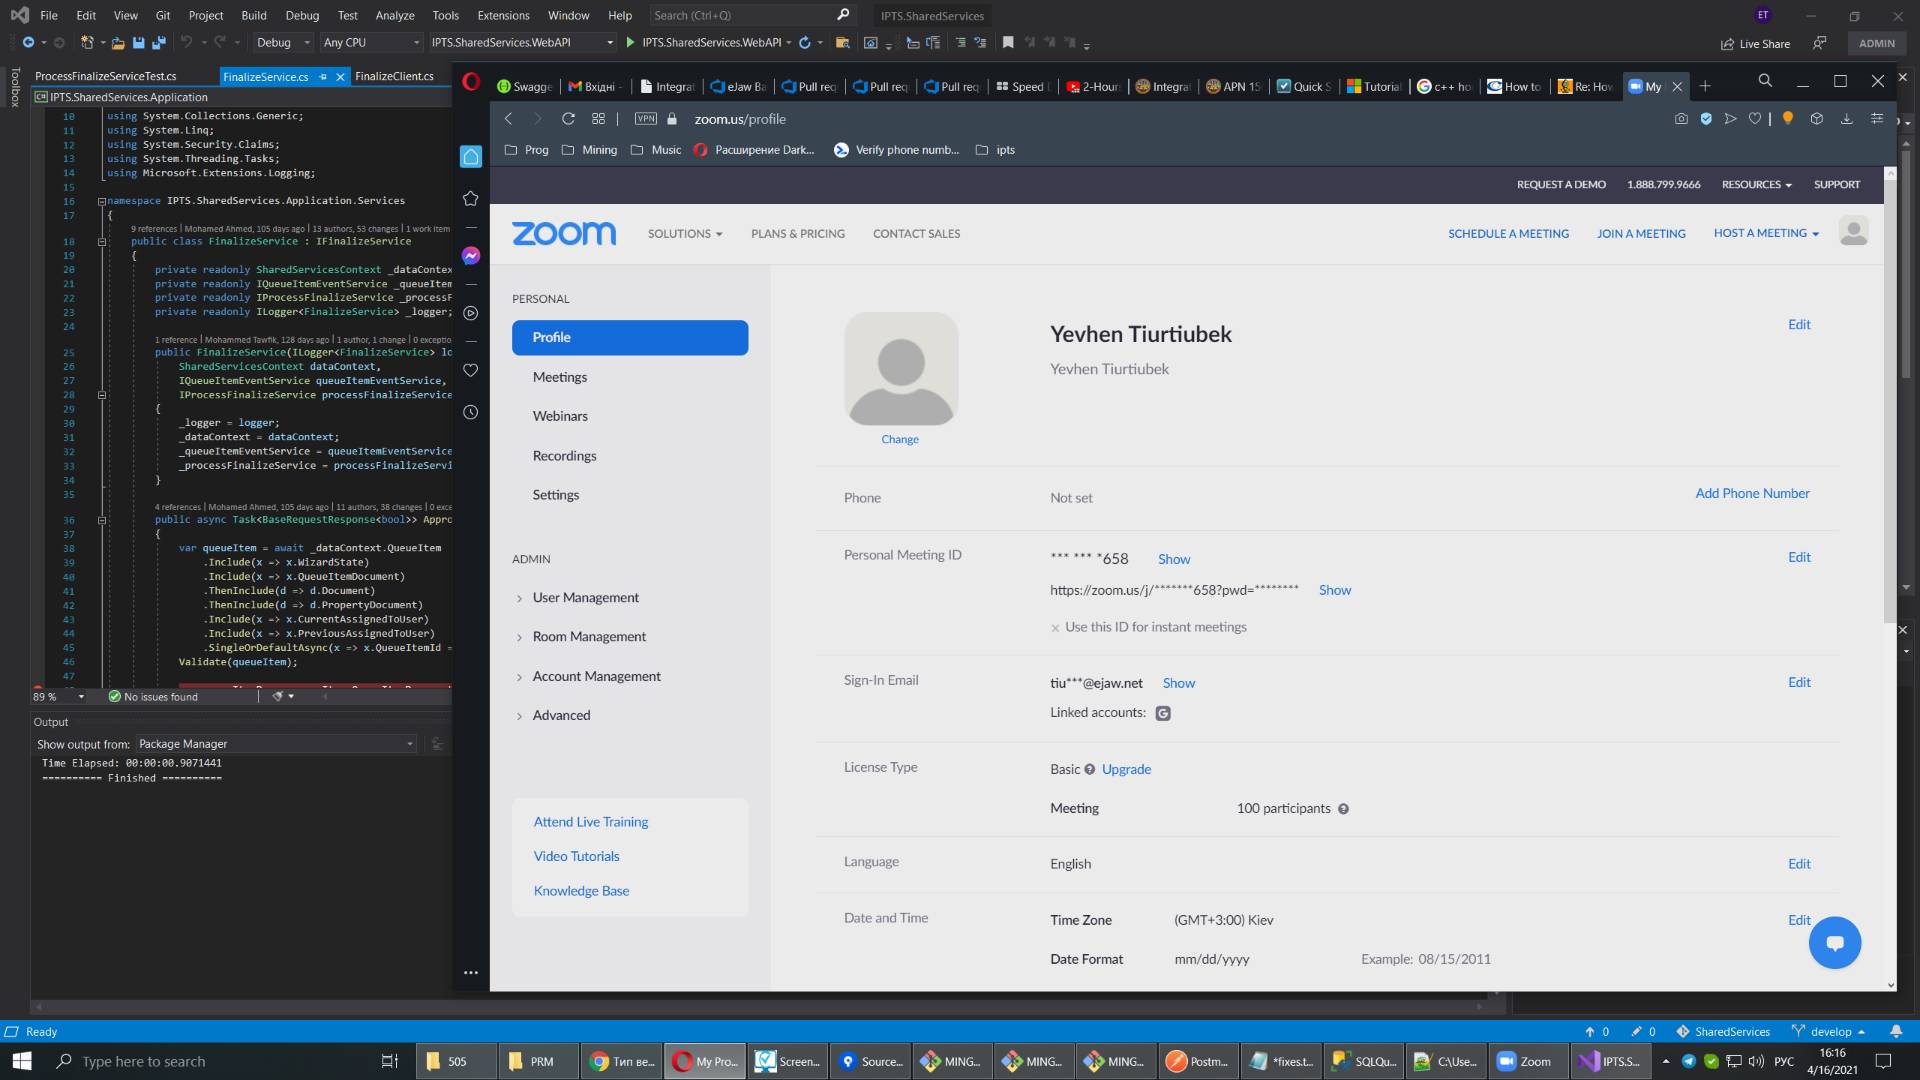 File Edit View Git Project Build Debug Test Analyze Tools Extensions Window Help Search (Ctrl+Q) IPTS.SharedServices ET
Debug Any CPU IPTS.SharedServices.WebAPI IPTS.SharedServices.WebAPI Live Share ADMIN
Toolbox
ProcessFinalizeServiceTest.cs FinalizeService.cs FinalizeClient.cs
IPTS.SharedServices.Application
10 using System.Collections.Generic;
11 using System.Linq;
12 using System.Security.Claims;
13 using System.Threading.Tasks;
14 using Microsoft.Extensions.Logging;
15
16 namespace IPTS.SharedServices.Application.Services
17 {
9 references | Mohamed Ahmed, 105 days ago | 13 authors, 53 changes | 1 work item
18 public class FinalizeService : IFinalizeService
19 {
20 private readonly SharedServicesContext _dataContex
21 private readonly IQueueItemEventService _queueItem
22 private readonly IProcessFinalizeService _processF
23 private readonly ILogger<FinalizeService> _logger;
24
1 reference | Mohammed Tawfik, 128 days ago | 1 author, 1 change | 0 exceptio
25 public FinalizeService(ILogger<FinalizeService> lo
26 SharedServicesContext dataContext,
27 IQueueItemEventService queueItemEventService,
28 IProcessFinalizeService processFinalizeService
29 {
30 _logger = logger;
31 _dataContext = dataContext;
32 _queueItemEventService = queueItemEventService
33 _processFinalizeService = processFinalizeServi
34 }
35
4 references | Mohamed Ahmed, 105 days ago | 11 authors, 38 changes | 0 exce
36 public async Task<BaseRequestResponse<bool>> Appro
37 {
38 var queueItem = await _dataContext.QueueItem
39 .Include(x => x.WizardState)
40 .Include(x => x.QueueItemDocument)
41 .ThenInclude(d => d.Document)
42 .ThenInclude(d => d.PropertyDocument)
43 .Include(x => x.CurrentAssignedToUser)
44 .Include(x => x.PreviousAssignedToUser)
45 .SingleOrDefaultAsync(x => x.QueueItemId =
46 Validate(queueItem);
47
89 % No issues found
Output
Show output from: Package Manager
Time Elapsed: 00:00:00.9071441
========== Finished ==========
Swagge Вхідні - Integrat eJaw Ba Pull req Pull req Pull req Speed D 2-Hour Integrat APN 15 Quick S Tutorial c++ ho How to Re: How My
VPN zoom.us/profile
Prog Mining Music Расширение Dark... Verify phone numb... ipts
REQUEST A DEMO 1.888.799.9666 RESOURCES SUPPORT
zoom SOLUTIONS PLANS & PRICING CONTACT SALES SCHEDULE A MEETING JOIN A MEETING HOST A MEETING
PERSONAL
Profile
Meetings
Webinars
Recordings
Settings
ADMIN
User Management
Room Management
Account Management
Advanced
Attend Live Training
Video Tutorials
Knowledge Base
Change
Yevhen Tiurtiubek Edit
Yevhen Tiurtiubek
Phone Not set Add Phone Number
Personal Meeting ID *** *** *658 Show Edit
https://zoom.us/j/*******658?pwd=******** Show
× Use this ID for instant meetings
Sign-In Email tiu***@ejaw.net Show Edit
Linked accounts: G
License Type Basic Upgrade
Meeting 100 participants
Language English Edit
Date and Time Time Zone (GMT+3:00) Kiev Edit
Date Format mm/dd/yyyy Example: 08/15/2011
Ready 0 0 SharedServices develop
Type here to search 505 PRM Тип ве... My Pro... Screen... Source... MING... MING... MING... Postm... *fixes.t... SQLQu... C:\Use... Zoom IPTS.S... РУС 16:16
4/16/2021